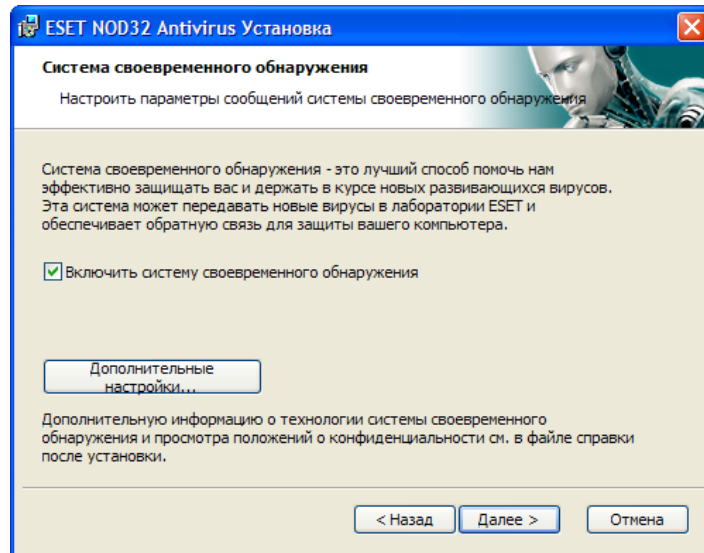 ESET NOD32 Antivirus Установка
Система своевременного обнаружения
Настроить параметры сообщений системы своевременного обнаружения
Система своевременного обнаружения - это лучший способ помочь нам
эффективно защищать вас и держать в курсе новых развивающихся вирусов.
Эта система может передавать новые вирусы в лаборатории ESET и
обеспечивает обратную связь для защиты вашего компьютера.
Включить систему своевременного обнаружения
Дополнительные
настройки...
Дополнительную информацию о технологии системы своевременного
обнаружения и просмотра положений о конфиденциальности см. в файле справки
после установки.
< Назад Далее > Отмена